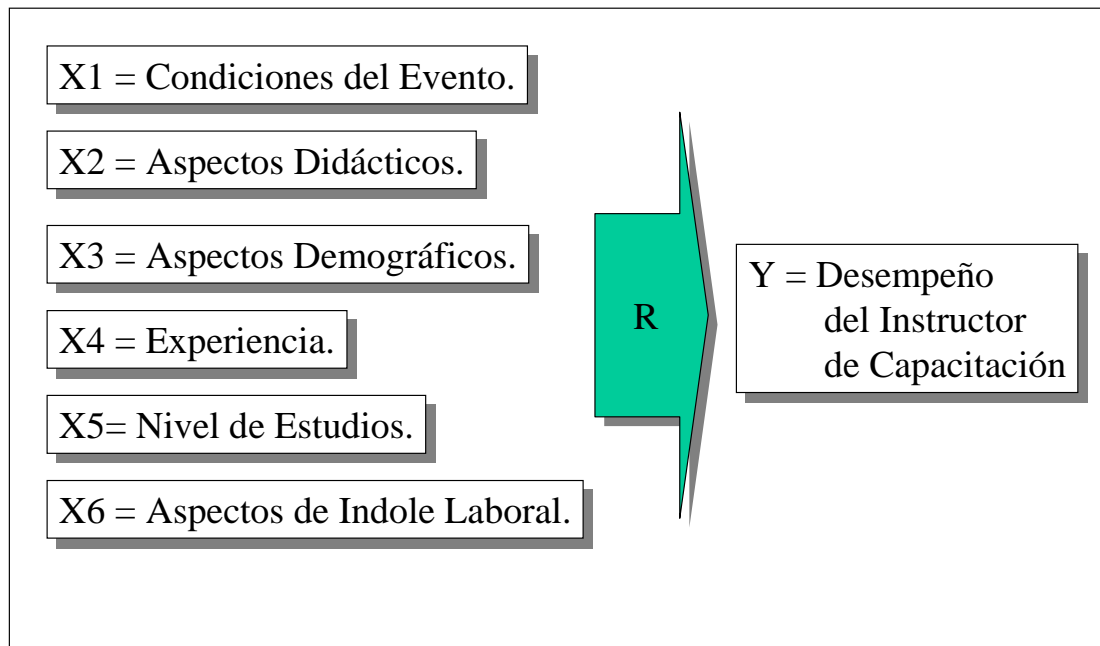 X1 = Condiciones del Evento.
X2 = Aspectos Didácticos.
X3 = Aspectos Demográficos.
X4 = Experiencia.
X5= Nivel de Estudios.
X6 = Aspectos de Indole Laboral.
R
Y = Desempeño
del Instructor
de Capacitación